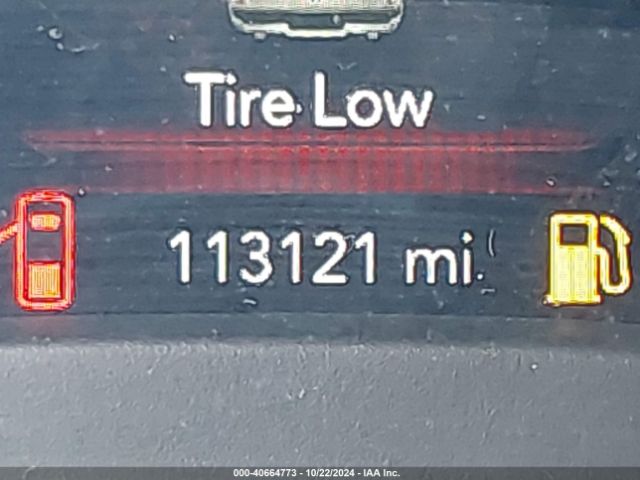 Tire Low
113121 mi
000-40664773 - 10/22/2024 - IAA Inc.